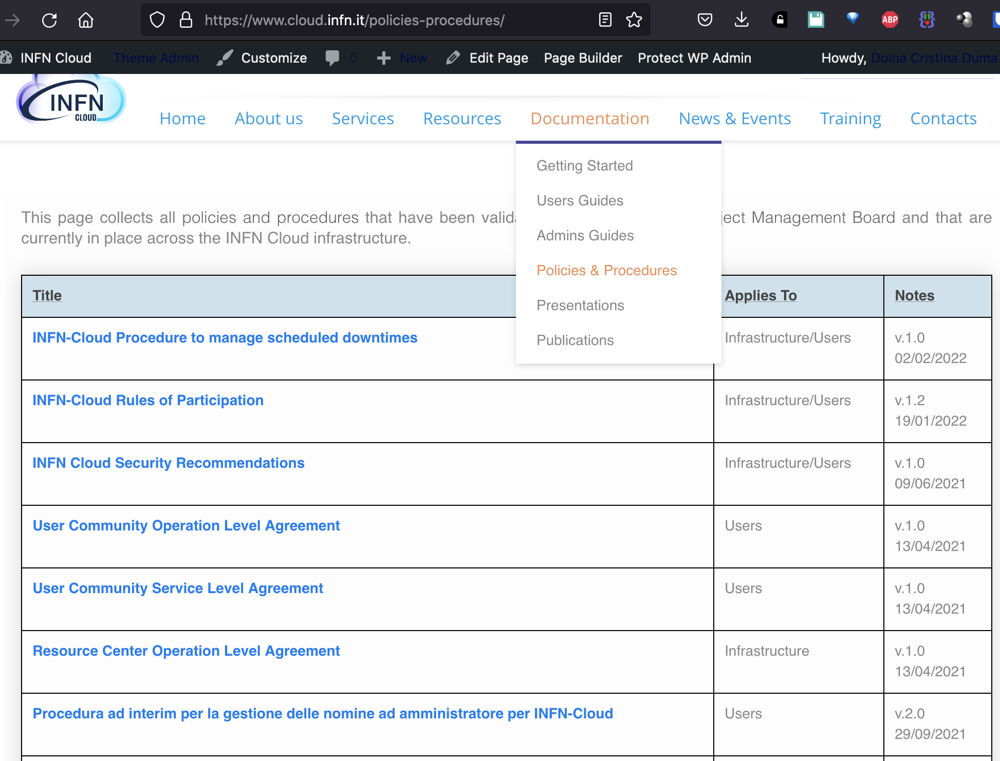 https://www.cloud.infn.it/policies-procedures/
ABP
INFN Cloud Theme Admin Customize 0 New Edit Page Page Builder Protect WP Admin Howdy, Doina Cristina Duma
INFN
CLOUD
Home About us Services Resources Documentation News & Events Training Contacts
Getting Started
Users Guides
Admins Guides
Policies & Procedures
Presentations
Publications
This page collects all policies and procedures that have been Management Board and that are
currently in place across the INFN Cloud infrastructure.
Title Applies To Notes
INFN-Cloud Procedure to manage scheduled downtimes Infrastructure/Users v.1.0
02/02/2022
INFN-Cloud Rules of Participation Infrastructure/Users v.1.2
19/01/2022
INFN Cloud Security Recommendations Infrastructure/Users v.1.0
09/06/2021
User Community Operation Level Agreement Users v.1.0
13/04/2021
User Community Service Level Agreement Users v.1.0
13/04/2021
Resource Center Operation Level Agreement Infrastructure v.1.0
13/04/2021
Procedura ad interim per la gestione delle nomine ad amministratore per INFN-Cloud Users v.2.0
29/09/2021